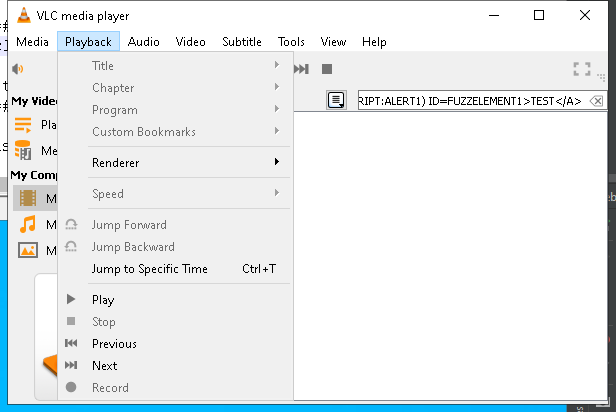 VLC media player
Media Playback Audio Video Subtitle Tools View Help
Title
Chapter
Program
Custom Bookmarks
Renderer
Speed
Jump Forward
Jump Backward
Jump to Specific Time Ctrl+T
Play
Stop
Previous
Next
Record
RIPT:ALERT1) ID=FUZZELEMENT1>TEST</A>
My Video
Pla
Me
My Comp
M
M
M